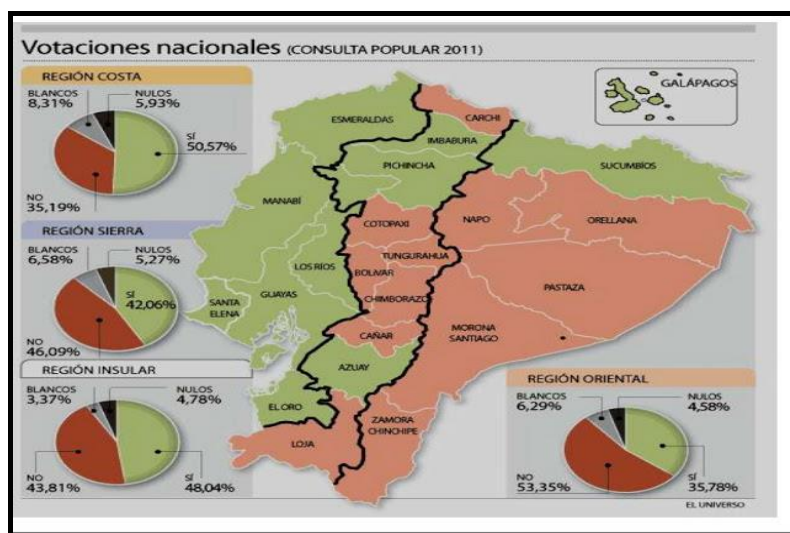 Votaciones nacionales (CONSULTA POPULAR 2011)
REGIÓN COSTA
BLANCOS
8,31%
NULOS
5,93%
SÍ
50,57%
NO
35,19%
REGIÓN SIERRA
BLANCOS
6,58%
NULOS
5,27%
SÍ
42,06%
NO
46,09%
REGIÓN INSULAR
BLANCOS
3,37%
NULOS
4,78%
NO
43,81%
SÍ
48,04%
GALÁPAGOS
ESMERALDAS
CARCHI
IMBABURA
PICHINCHA
SUCUMBÍOS
MANABÍ
COTOPAXI
NAPO
ORELLANA
TUNGURAHUA
LOS RÍOS
BOLIVAR
PASTAZA
SANTA
ELENA
GUAYAS
CHIMBORAZO
CAÑAR
MORONA
SANTIAGO
AZUAY
EL ORO
LOJA
ZAMORA
CHINCHIPE
REGIÓN ORIENTAL
BLANCOS
6,29%
NULOS
4,58%
NO
53,35%
SÍ
35,78%
EL UNIVERSO